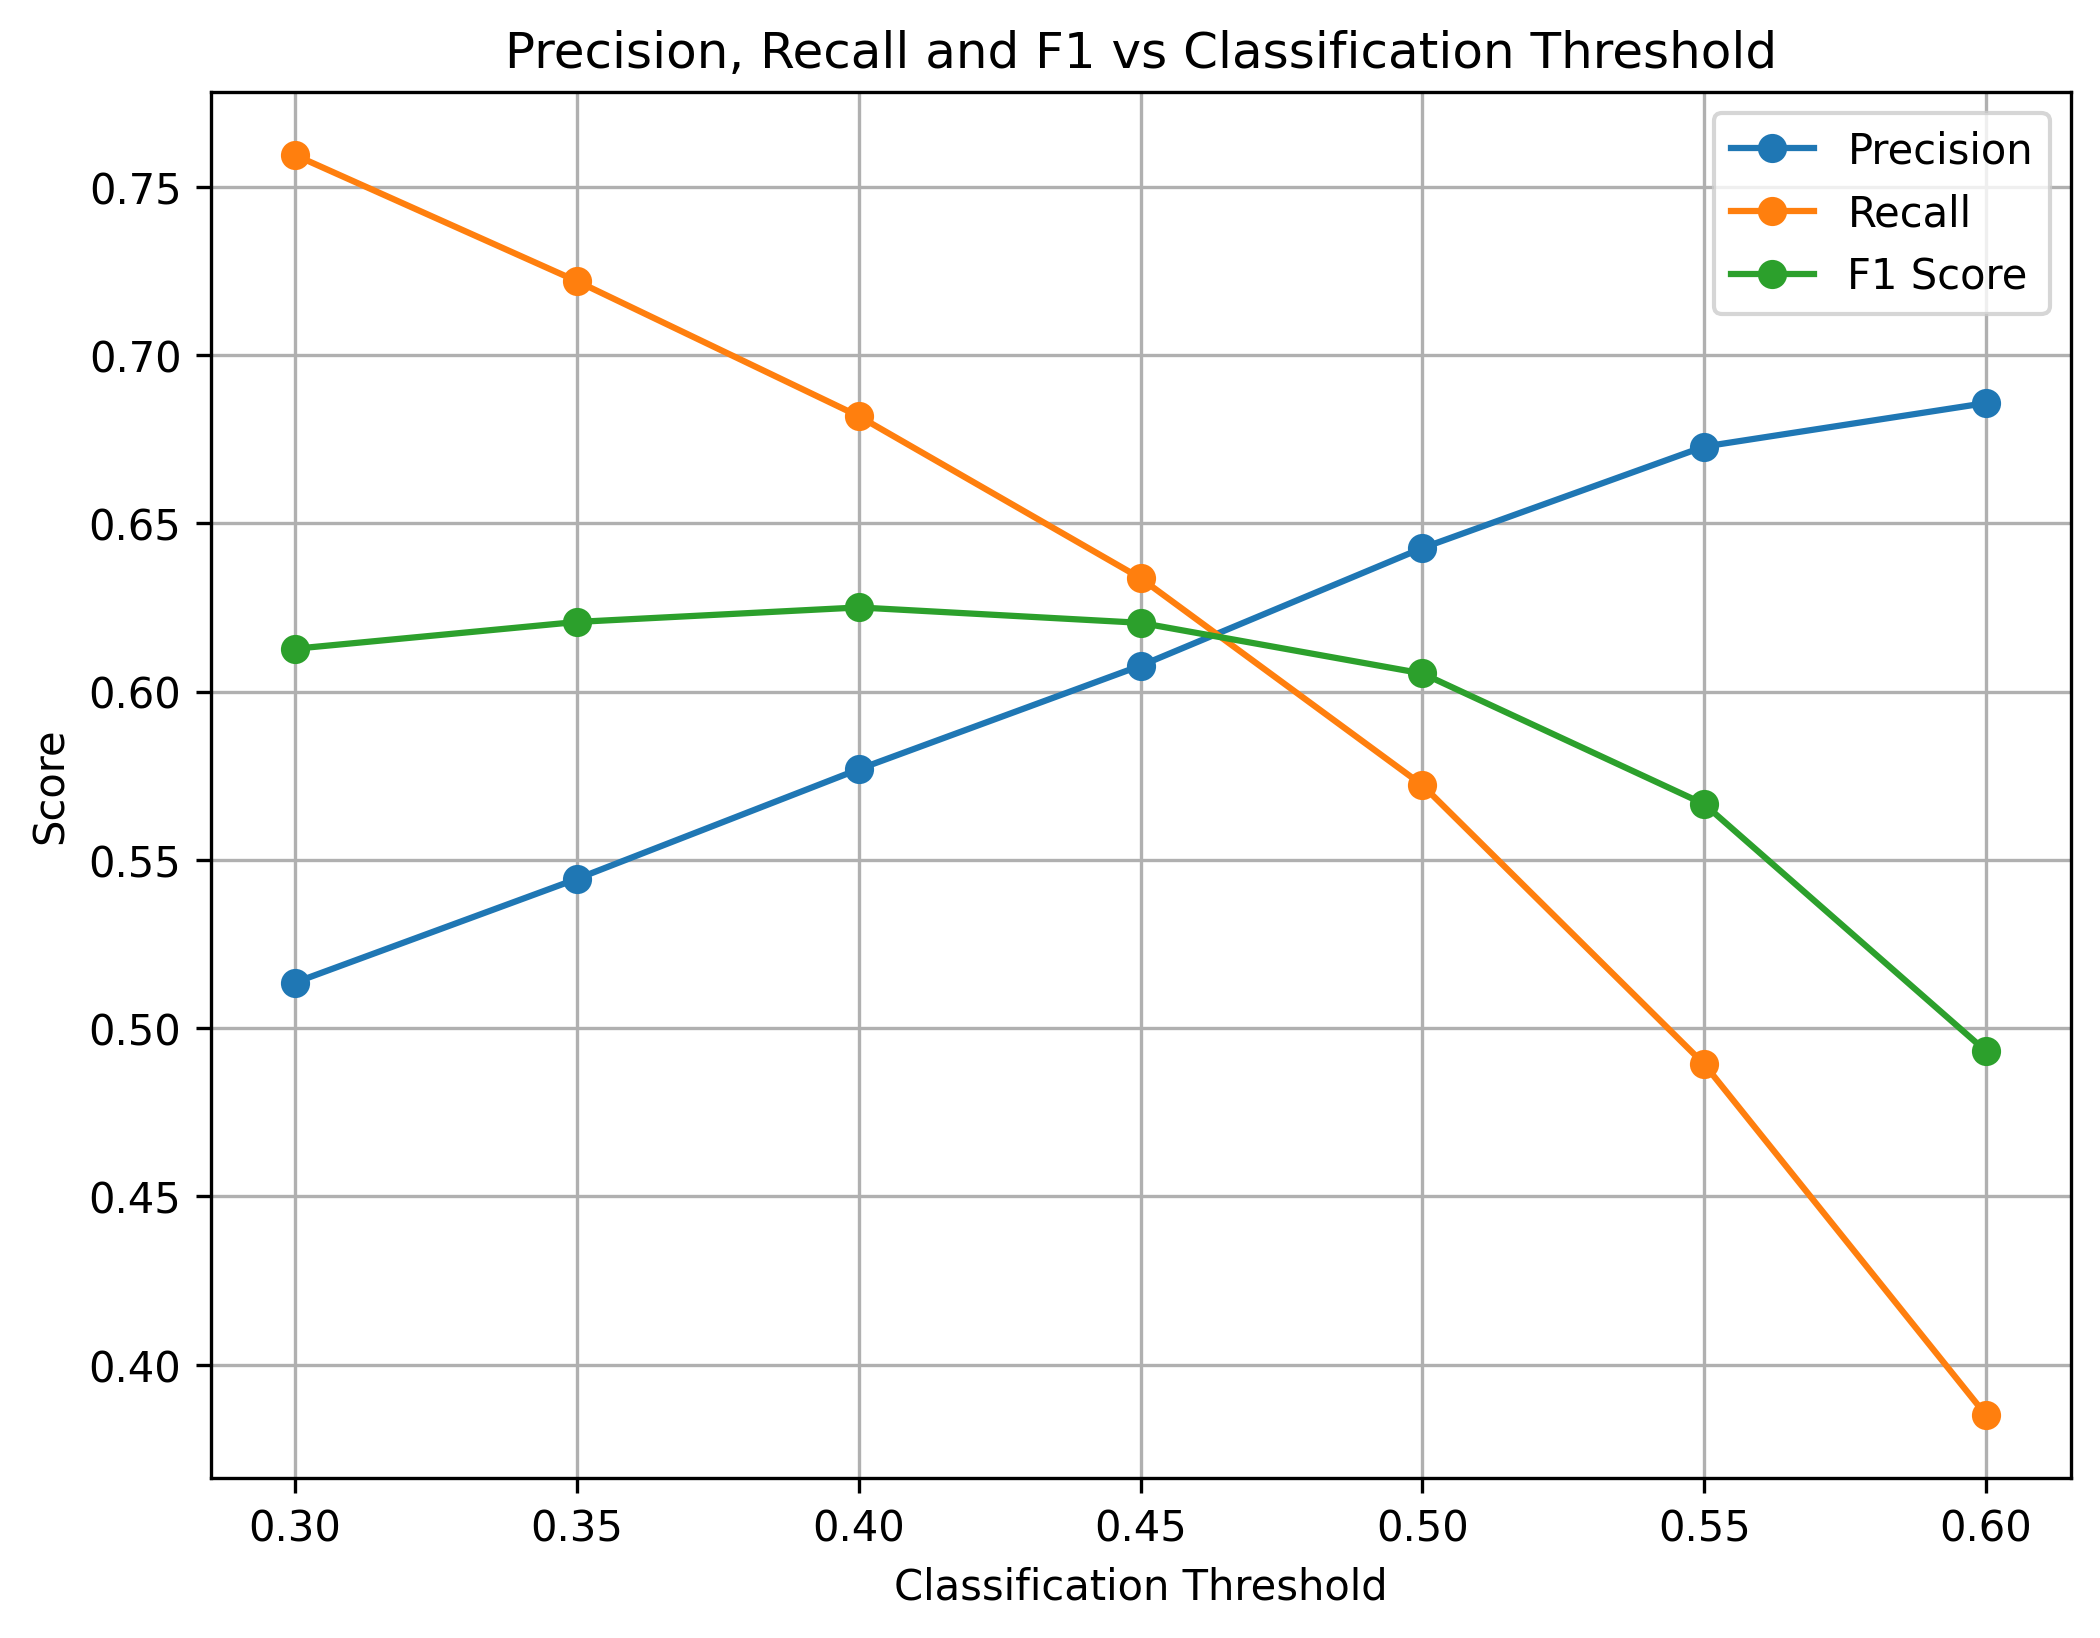 Precision, Recall and F1 vs Classification Threshold
Precision
Recall
F1 Score
0.75
0.70
0.65
0.60
0.55
0.50
0.45
0.40
Score
0.30 0.35 0.40 0.45 0.50 0.55 0.60
Classification Threshold